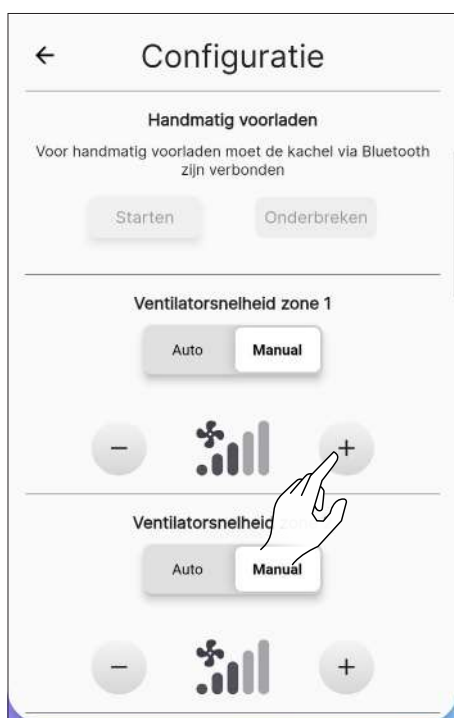 Configuratie
Handmatig voorladen
Voor handmatig voorladen moet de kachel via Bluetooth
zijn verbonden
Starten Onderbreken
Ventilatorsnelheid zone 1
Auto Manual
Ventilatorsnelheid
Auto Manual